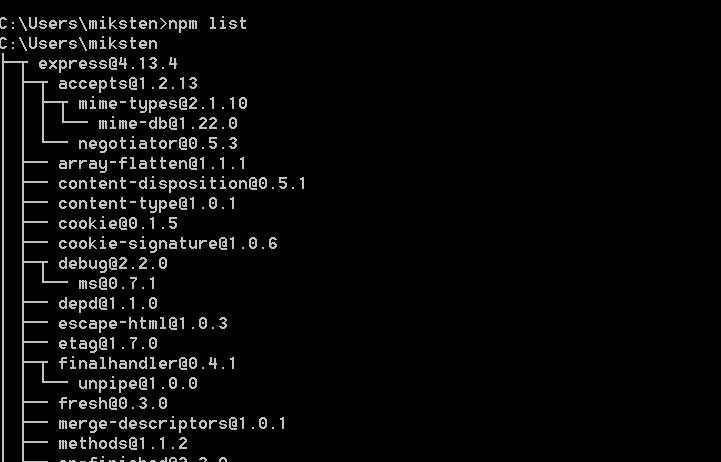 C:\Users\miksten>npm list
C:\Users\miksten
express@4.13.4
accepts@1.2.13
mime-types@2.1.10
mime-db@1.22.0
negotiator@0.5.3
array-flatten@1.1.1
content-disposition@0.5.1
content-type@1.0.1
cookie@0.1.5
cookie-signature@1.0.6
debug@2.2.0
ms@0.7.1
depd@1.1.0
escape-html@1.0.3
etag@1.7.0
finalhandler@0.4.1
unpipe@1.0.0
fresh@0.3.0
merge-descriptors@1.0.1
methods@1.1.2